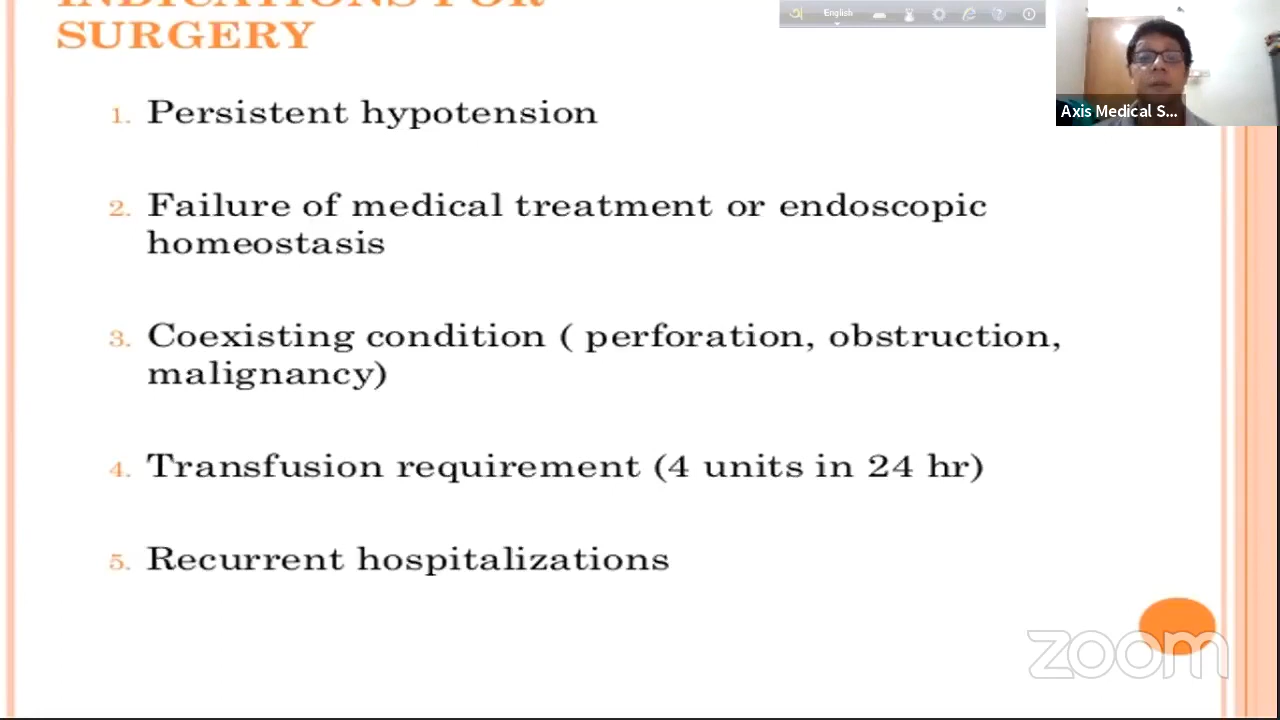 INDICATIONS FOR
SURGERY
1. Persistent hypotension
2. Failure of medical treatment or endoscopic
homeostasis
3. Coexisting condition ( perforation, obstruction,
malignancy)
4. Transfusion requirement (4 units in 24 hr)
5. Recurrent hospitalizations
English
Axis Medical S...
zoom